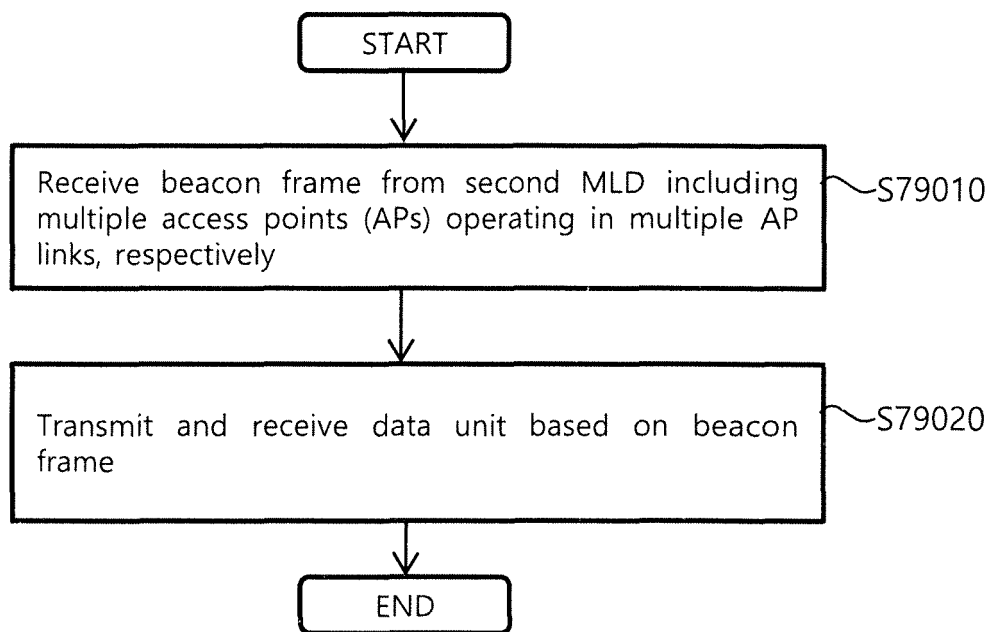 START
Receive beacon frame from second MLD including
multiple access points (APs) operating in multiple AP
links, respectively
S79010
Transmit and receive data unit based on beacon
frame
S79020
END